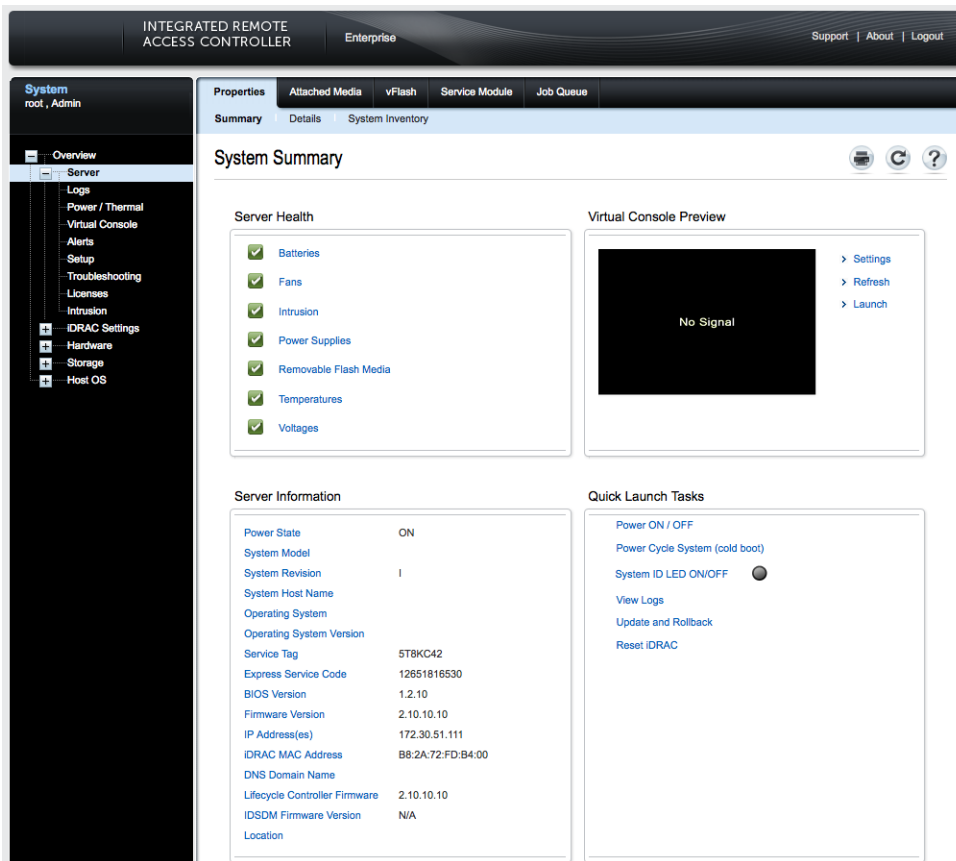 INTEGRATED REMOTE
ACCESS CONTROLLER
Enterprise
Support | About | Logout
System
root , Admin
Properties
Attached Media
vFlash
Service Module
Job Queue
Summary
Details
System Inventory
Overview
Server
Logs
Power / Thermal
Virtual Console
Alerts
Setup
Troubleshooting
Licenses
Intrusion
iDRAC Settings
Hardware
Storage
Host OS
System Summary
?
Server Health
Batteries
Fans
Intrusion
Power Supplies
Removable Flash Media
Temperatures
Voltages
Virtual Console Preview
No Signal
Settings
Refresh
Launch
Server Information
Power State ON
System Model
System Revision I
System Host Name
Operating System
Operating System Version
Service Tag 5T8KC42
Express Service Code 12651816530
BIOS Version 1.2.10
Firmware Version 2.10.10.10
IP Address(es) 172.30.51.111
iDRAC MAC Address B8:2A:72:FD:B4:00
DNS Domain Name
Lifecycle Controller Firmware 2.10.10.10
IDSDM Firmware Version N/A
Location
Quick Launch Tasks
Power ON / OFF
Power Cycle System (cold boot)
System ID LED ON/OFF
View Logs
Update and Rollback
Reset iDRAC